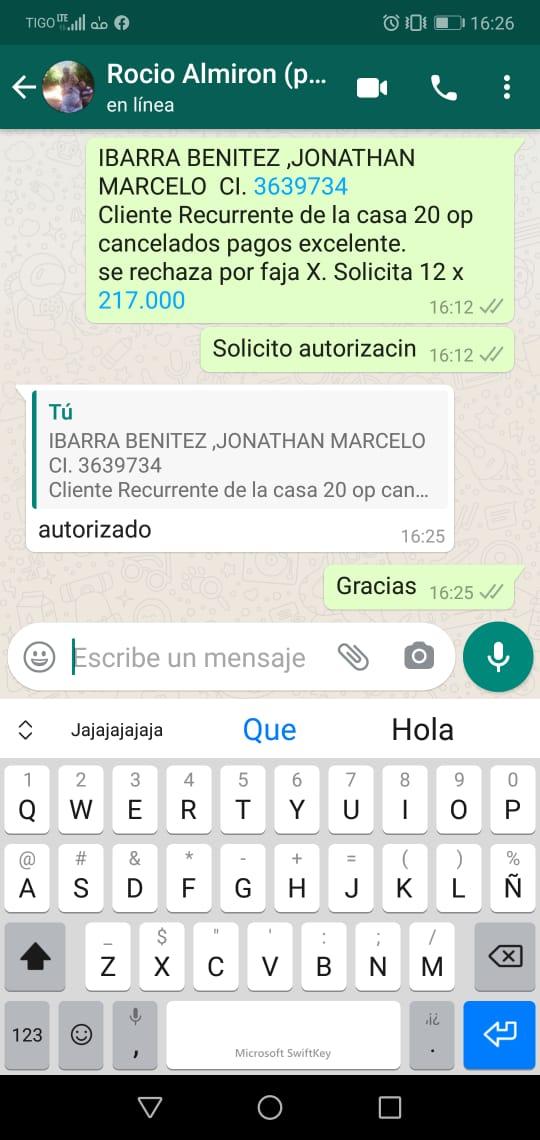 TIGO LTE 16:26
Rocio Almiron (p...
en línea
IBARRA BENITEZ ,JONATHAN
MARCELO CI. 3639734
Cliente Recurrente de la casa 20 op
cancelados pagos excelente.
se rechaza por faja X. Solicita 12 x
217.000
16:12
Solicito autorizacin 16:12
Tú
IBARRA BENITEZ ,JONATHAN MARCELO
CI. 3639734
Cliente Recurrente de la casa 20 op can...
autorizado
16:25
Gracias 16:25
Escribe un mensaje
Jajajajajaja Que Hola
1 2 3 4 5 6 7 8 9 0
Q W E R T Y U I O P
@ # & * - + = ( ) %
A S D F G H J K L Ñ
_ $ " ' : ; /
Z X C V B N M
123 , Microsoft SwiftKey ¡¿ .